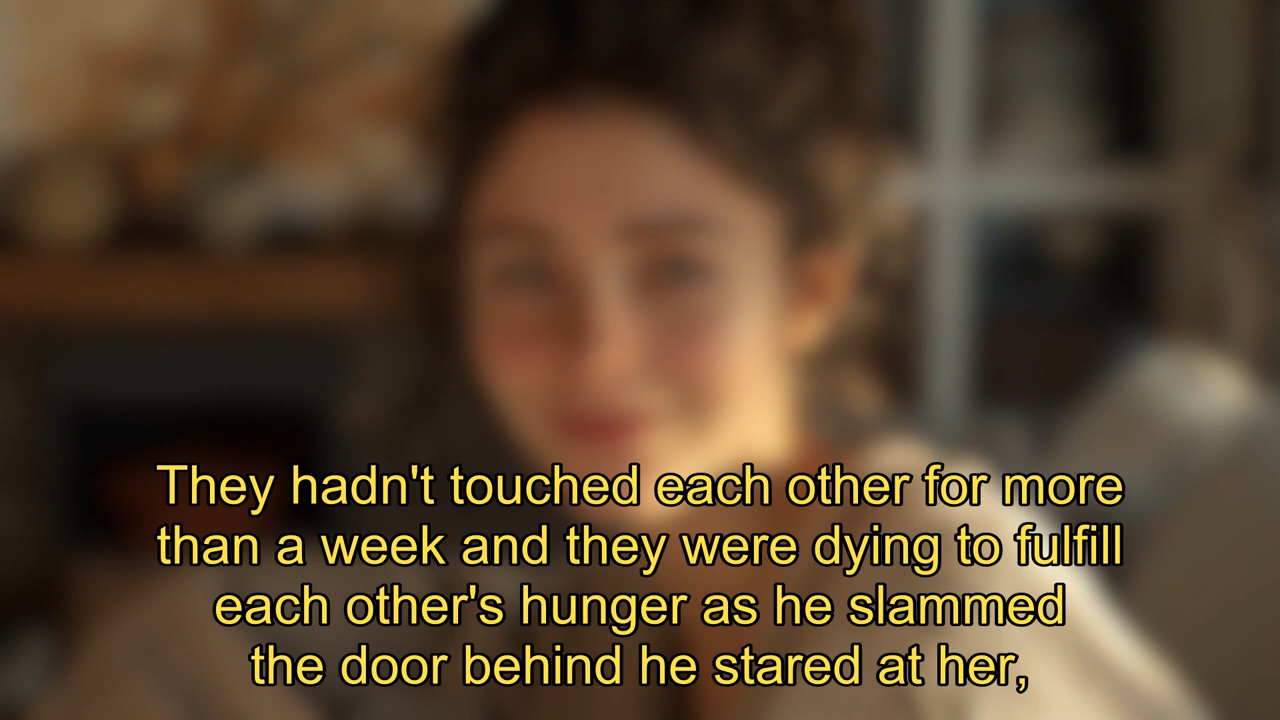 They hadn't touched each other for more
than a week and they were dying to fulfill
each other's hunger as he slammed
the door behind he stared at her,